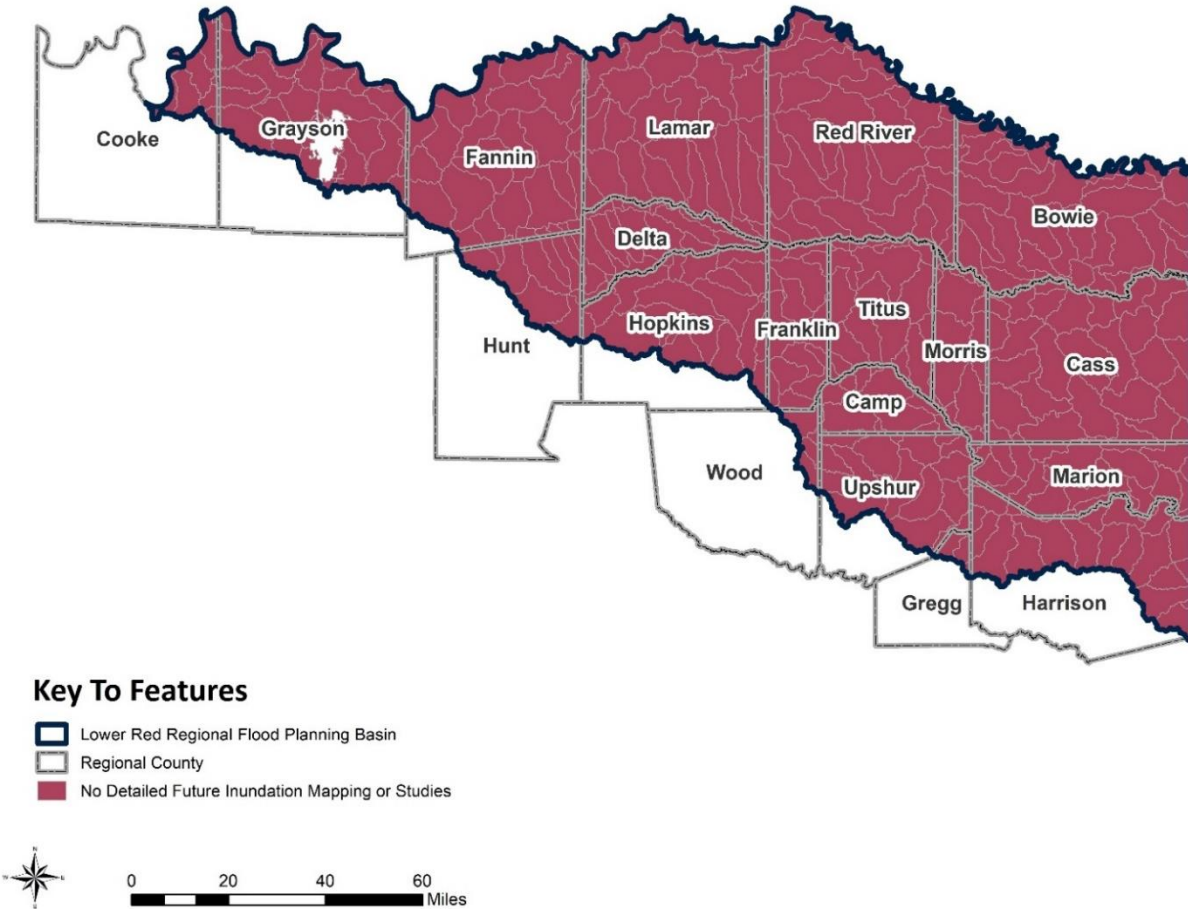 Cooke
Grayson
Fannin
Lamar
Red River
Bowie
Delta
Hopkins
Franklin
Titus
Morris
Cass
Hunt
Camp
Wood
Upshur
Marion
Gregg
Harrison
Key To Features
Lower Red Regional Flood Planning Basin
Regional County
No Detailed Future Inundation Mapping or Studies
N
W E
S
0 20 40 60
Miles